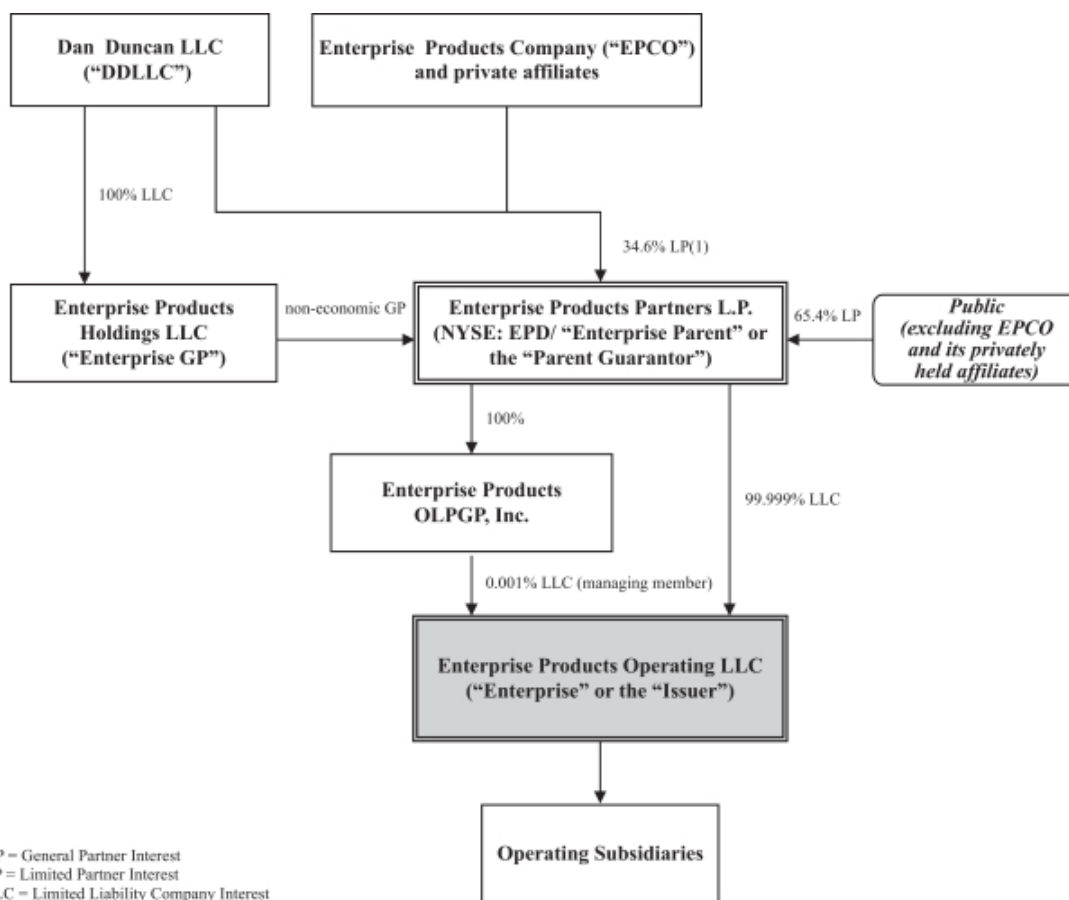 Dan Duncan LLC
(“DDLLC”)
Enterprise Products Company (“EPCO”)
and private affiliates
100% LLC
34.6% LP(1)
Enterprise Products
Holdings LLC
(“Enterprise GP”)
non-economic GP
Enterprise Products Partners L.P.
(NYSE: EPD/ “Enterprise Parent” or
the “Parent Guarantor”)
65.4% LP
Public
(excluding EPCO
and its privately
held affiliates)
100%
Enterprise Products
OLPGP, Inc.
99.999% LLC
0.001% LLC (managing member)
Enterprise Products Operating LLC
(“Enterprise” or the “Issuer”)
Operating Subsidiaries
P = General Partner Interest
P = Limited Partner Interest
LC = Limited Liability Company Interest